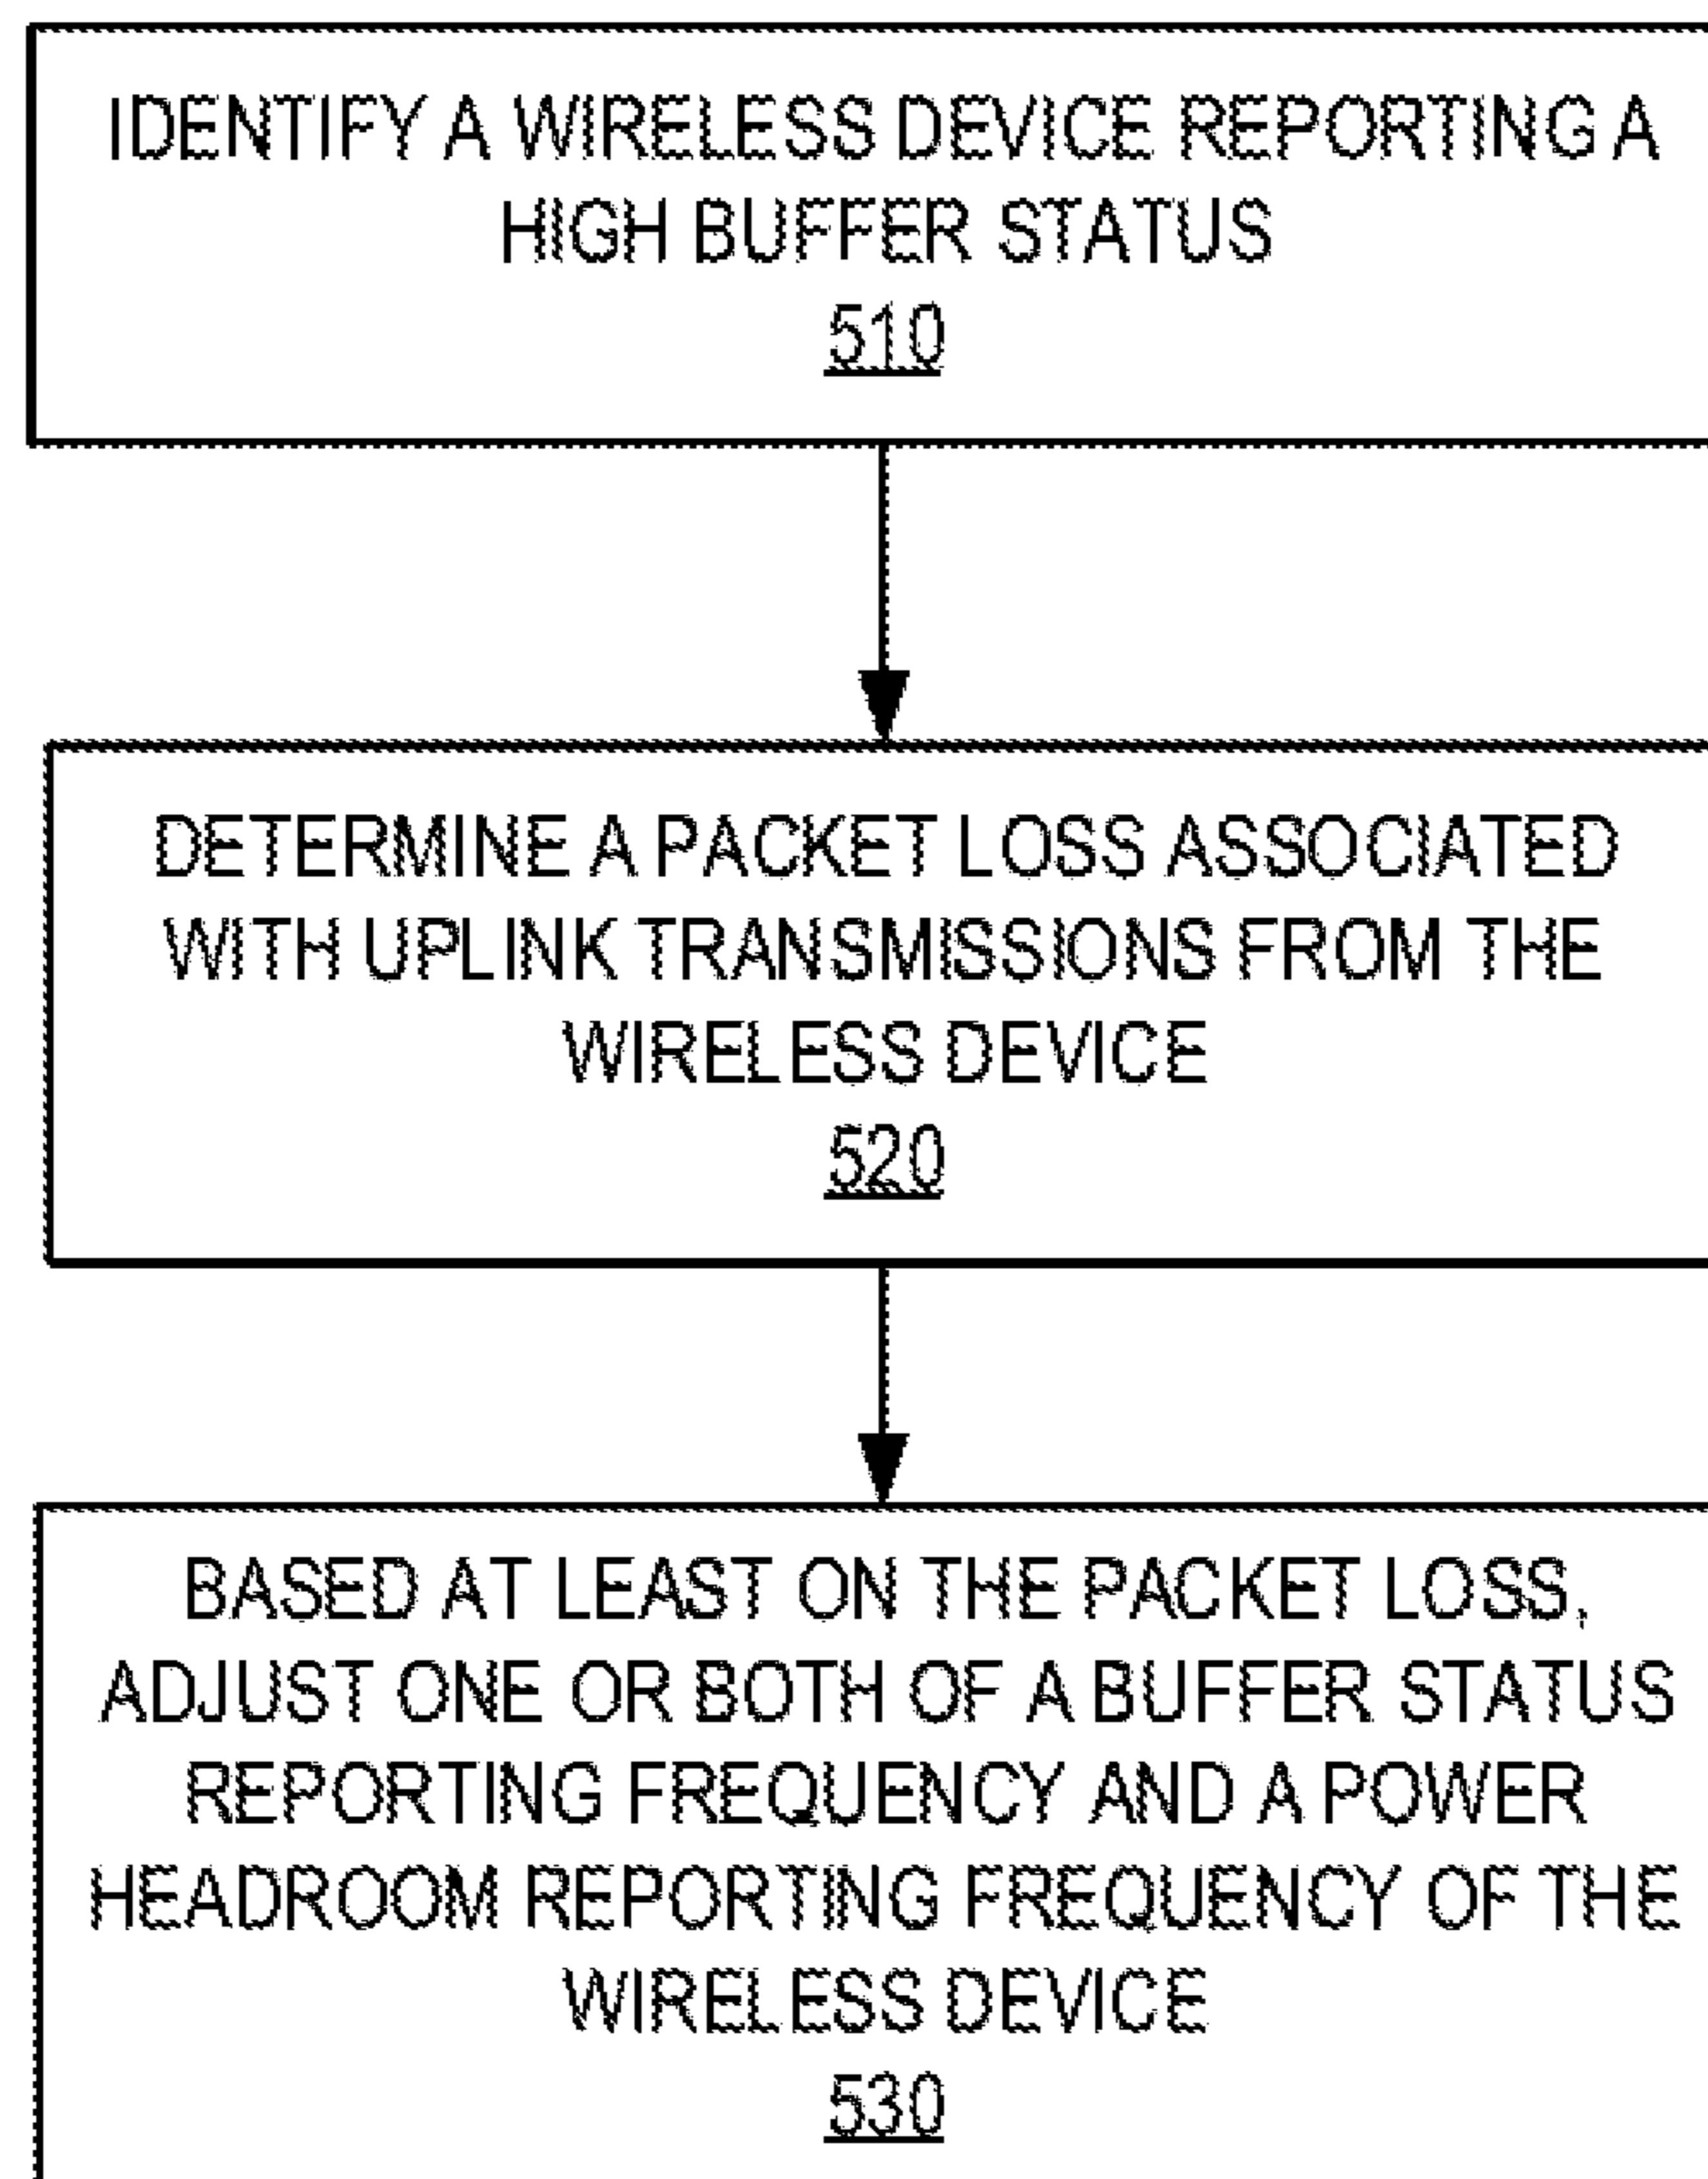 IDENTIFY A WIRELESS DEVICE REPORTING A
HIGH BUFFER STATUS
510
DETERMINE A PACKET LOSS ASSOCIATED
WITH UPLINK TRANSMISSIONS FROM THE
WIRELESS DEVICE
520
BASED AT LEAST ON THE PACKET LOSS,
ADJUST ONE OR BOTH OF A BUFFER STATUS
REPORTING FREQUENCY AND A POWER
HEADROOM REPORTING FREQUENCY OF THE
WIRELESS DEVICE
530